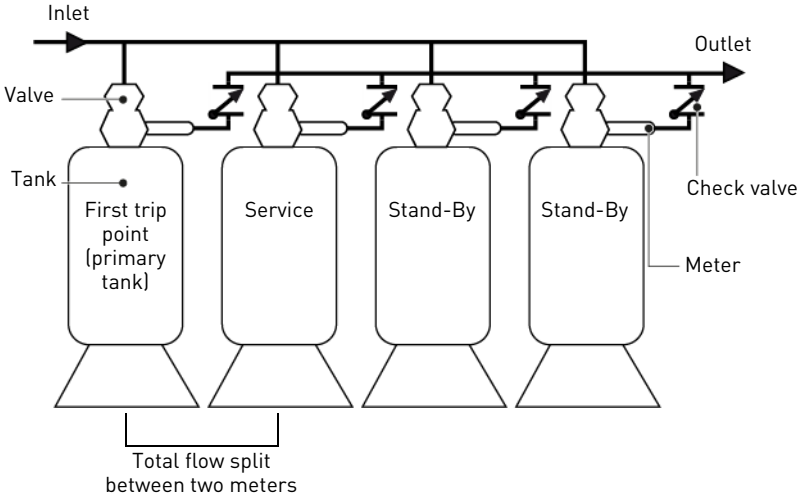 Inlet
Outlet
Valve
Tank
First trip
point
(primary
tank)
Service
Stand-By
Stand-By
Check valve
Meter
Total flow split
between two meters